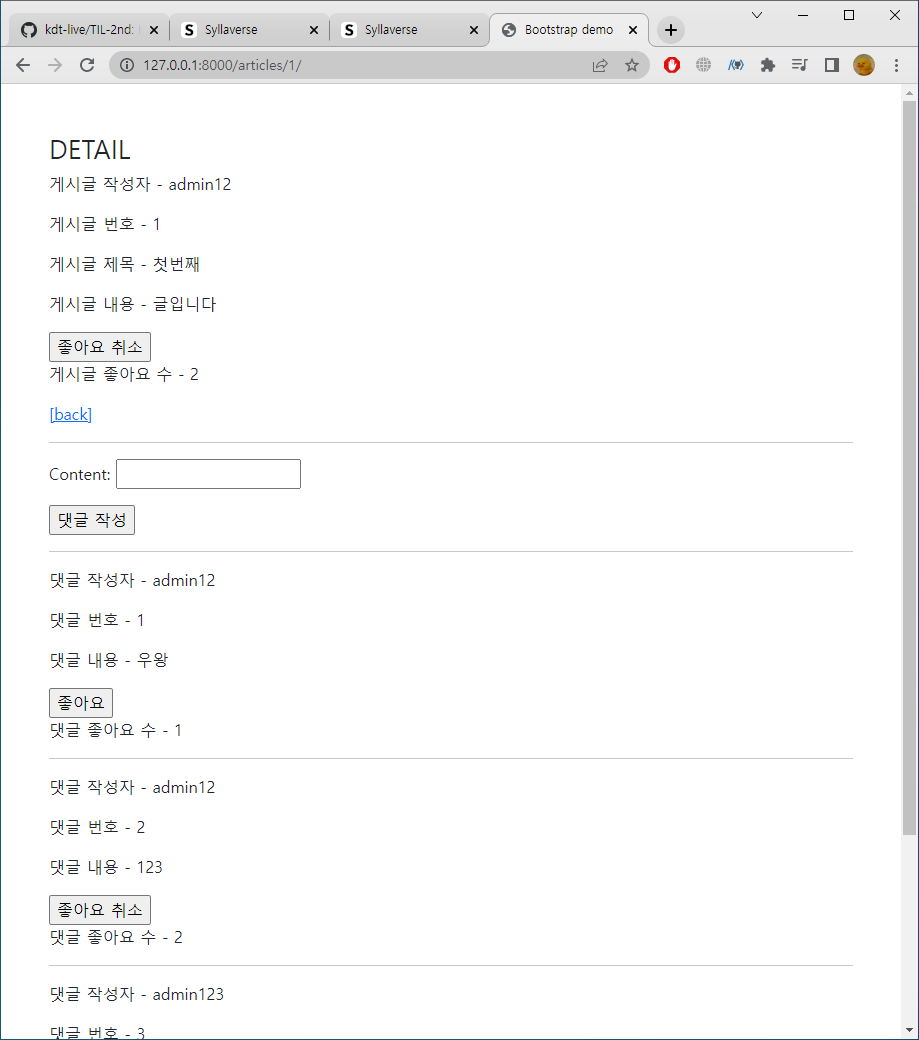 kdt-live/TIL-2nd:
Syllaverse
Syllaverse
Bootstrap demo
127.0.0.1:8000/articles/1/
DETAIL
게시글 작성자 - admin12
게시글 번호 - 1
게시글 제목 - 첫번째
게시글 내용 - 글입니다
좋아요 취소
게시글 좋아요 수 - 2
[back]
Content:
댓글 작성
댓글 작성자 - admin12
댓글 번호 - 1
댓글 내용 - 우왕
좋아요
댓글 좋아요 수 - 1
댓글 작성자 - admin12
댓글 번호 - 2
댓글 내용 - 123
좋아요 취소
댓글 좋아요 수 - 2
댓글 작성자 - admin123
댓글 번호 - 3